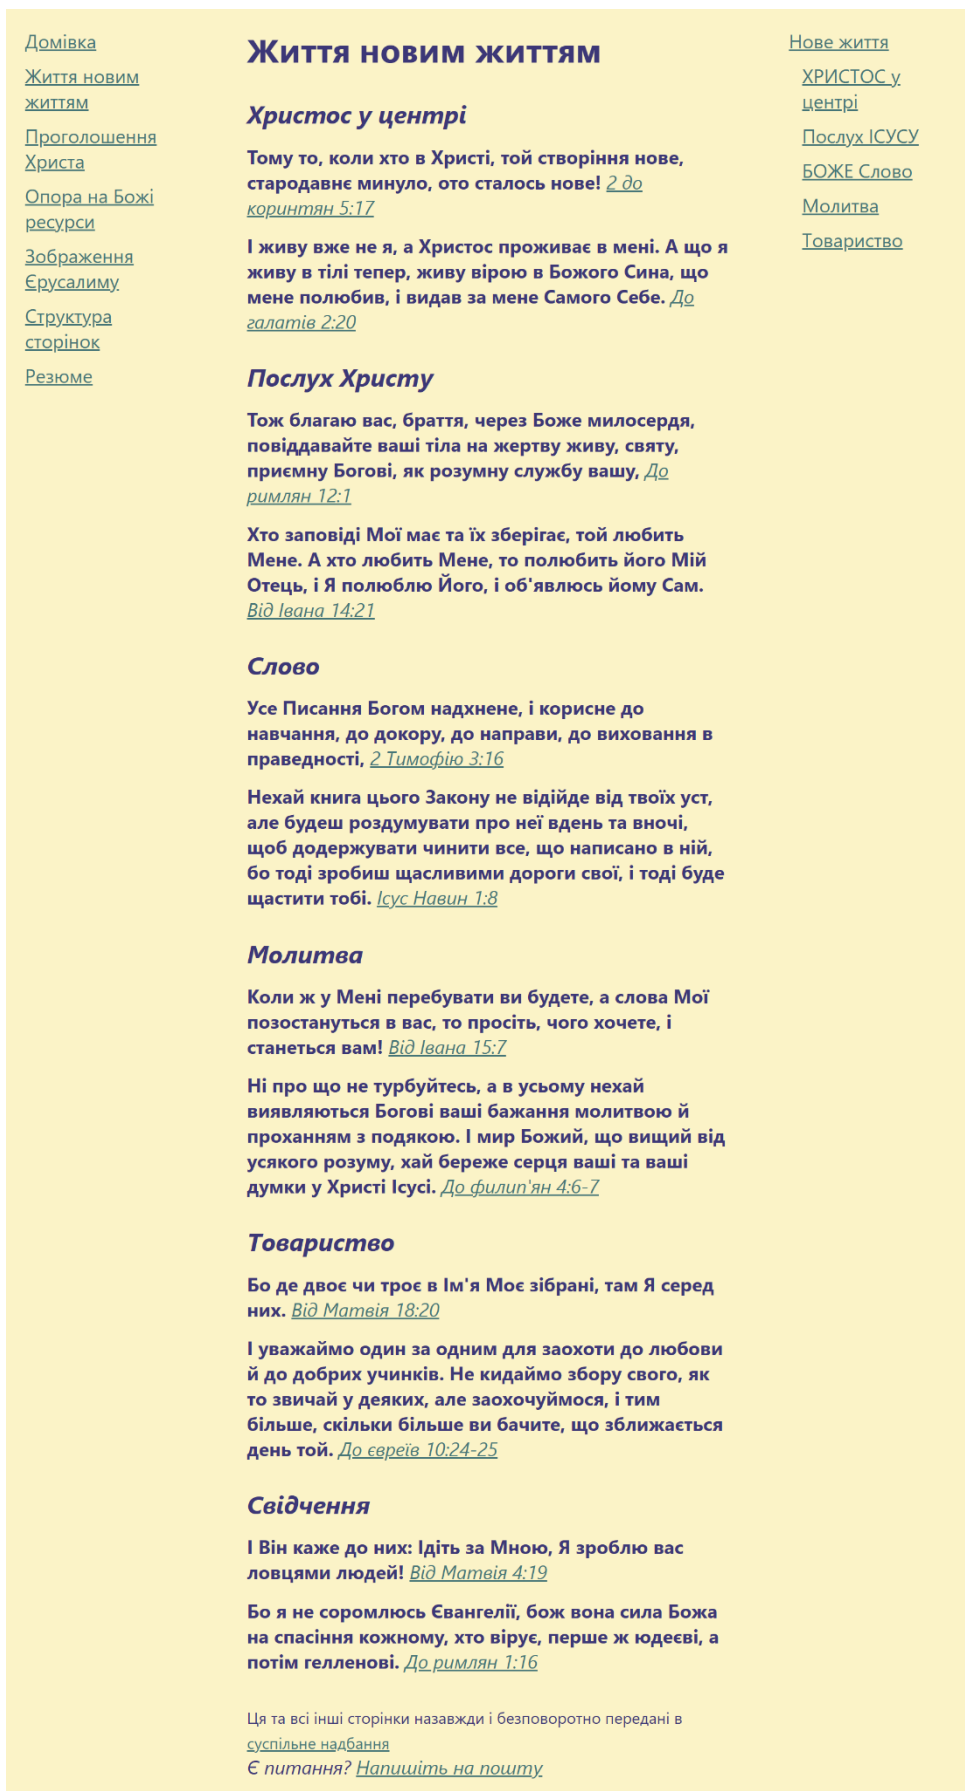 Домівка
Життя новим
життям
Проголошення
Христа
Опора на Божі
ресурси
Зображення
Єрусалиму
Структура
сторінок
Резюме
Життя новим життям
Христос у центрі
Тому то, коли хто в Христі, той створіння нове,
стародавнє минуло, ото сталось нове! 2 до
коринтян 5:17
І живу вже не я, а Христос проживає в мені. А що я
живу в тілі тепер, живу вірою в Божого Сина, що
мене полюбив, і видав за мене Самого Себе. До
галатів 2:20
Послух Христу
Тож благаю вас, браття, через Боже милосердя,
повіддавайте ваші тіла на жертву живу, святу,
приємну Богові, як розумну службу вашу, До
римлян 12:1
Хто заповіді Мої має та їх зберігає, той любить
Мене. А хто любить Мене, то полюбить його Мій
Отець, і Я полюблю Його, і об'явлюсь йому Сам.
Від Івана 14:21
Слово
Усе Писання Богом надхнене, і корисне до
навчання, до докору, до направи, до виховання в
праведності, 2 Тимофію 3:16
Нехай книга цього Закону не відійде від твоїх уст,
але будеш роздумувати про неї вдень та вночі,
щоб додержувати чинити все, що написано в ній,
бо тоді зробиш щасливими дороги свої, і тоді буде
щастити тобі. Ісус Навин 1:8
Молитва
Коли ж у Мені перебувати ви будете, а слова Мої
позостануться в вас, то просіть, чого хочете, і
станеться вам! Від Івана 15:7
Ні про що не турбуйтесь, а в усьому нехай
виявляються Богові ваші бажання молитвою й
проханням з подякою. І мир Божий, що вищий від
усякого розуму, хай береже серця ваші та ваші
думки у Христі Ісусі. До филип'ян 4:6-7
Товариство
Бо де двоє чи троє в Ім'я Моє зібрані, там Я серед
них. Від Матвія 18:20
І уважаймо один за одним для заохоти до любови
й до добрих учинків. Не кидаймо збору свого, як
то звичай у деяких, але заохочуймося, і тим
більше, скільки більше ви бачите, що зближається
день той. До євреїв 10:24-25
Свідчення
І Він каже до них: Ідіть за Мною, Я зроблю вас
ловцями людей! Від Матвія 4:19
Бо я не соромлюсь Євангелії, бож вона сила Божа
на спасіння кожному, хто вірує, перше ж юдеєві, а
потім гелленові. До римлян 1:16
Ця та всі інші сторінки назавжди і безповоротно передані в
суспільне надбання
Є питання? Напишіть на пошту
Нове життя
ХРИСТОС у
центрі
Послух ІСУСУ
БОЖЕ Слово
Молитва
Товариство